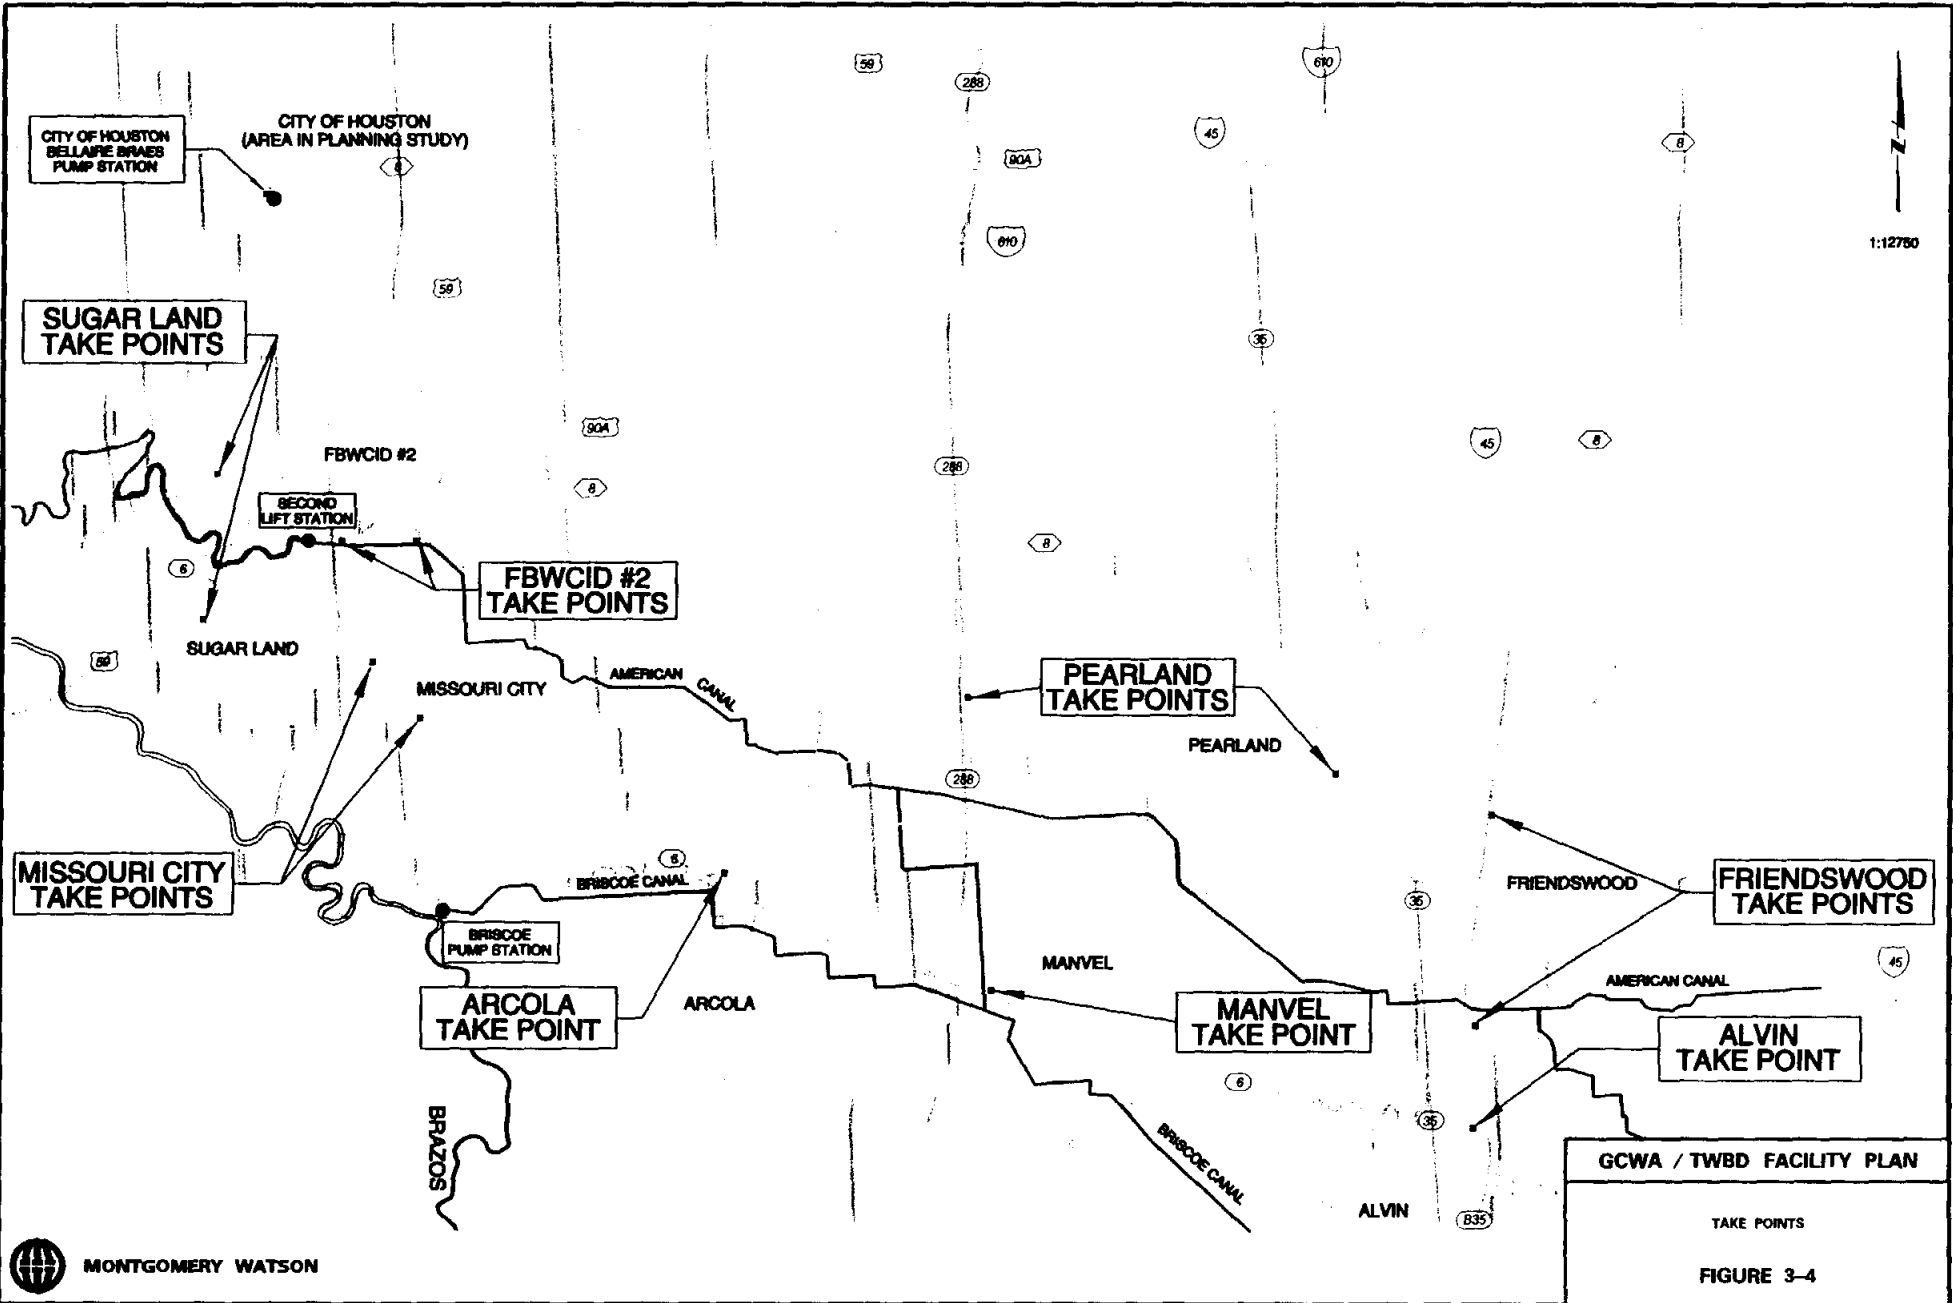 59
288
610
CITY OF HOUSTON
BELLAIRE BRAES
PUMP STATION
CITY OF HOUSTON
(AREA IN PLANNING STUDY)
8
45
90A
8
N
610
1:12750
59
SUGAR LAND
TAKE POINTS
35
90A
FBWCID #2
288
45
8
8
SECOND
LIFT STATION
6
8
FBWCID #2
TAKE POINTS
SUGAR LAND
59
MISSOURI CITY
AMERICAN
CANAL
PEARLAND
TAKE POINTS
PEARLAND
288
MISSOURI CITY
TAKE POINTS
6
BRISCOE CANAL
FRIENDSWOOD
FRIENDSWOOD
TAKE POINTS
35
BRISCOE
PUMP STATION
MANVEL
45
AMERICAN CANAL
ARCOLA
TAKE POINT
ARCOLA
MANVEL
TAKE POINT
ALVIN
TAKE POINT
6
35
BRAZOS
BRISCOE CANAL
ALVIN
B35
GCWA / TWBD FACILITY PLAN
TAKE POINTS
FIGURE 3-4
MONTGOMERY WATSON